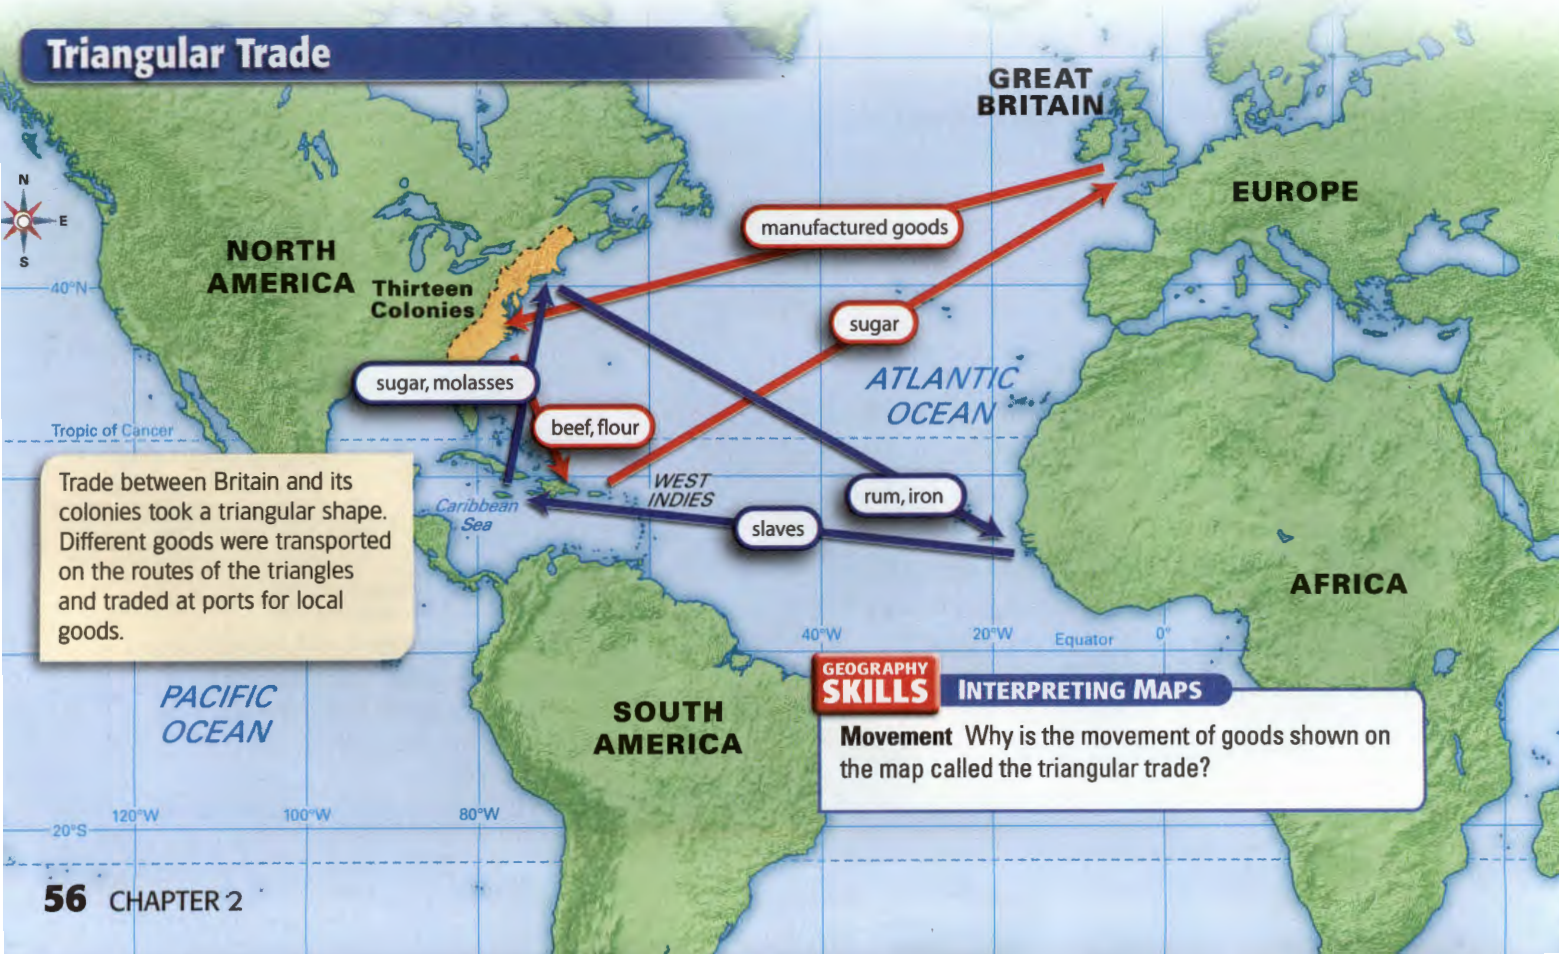 Triangular Trade
GREAT
BRITAIN
EUROPE
N
E
S
manufactured goods
NORTH
AMERICA
Thirteen
Colonies
40°N
sugar
sugar, molasses
ATLANTIC
OCEAN
beef, flour
Tropic of Cancer
Trade between Britain and its
colonies took a triangular shape.
Different goods were transported
on the routes of the triangles
and traded at ports for local
goods.
WEST
INDIES
Caribbean
Sea
rum, iron
slaves
AFRICA
40°W
20°W
Equator
0°
PACIFIC
OCEAN
SOUTH
AMERICA
GEOGRAPHY
SKILLS
INTERPRETING MAPS
Movement Why is the movement of goods shown on
the map called the triangular trade?
120°W
100°W
80°W
20°S
56 CHAPTER 2